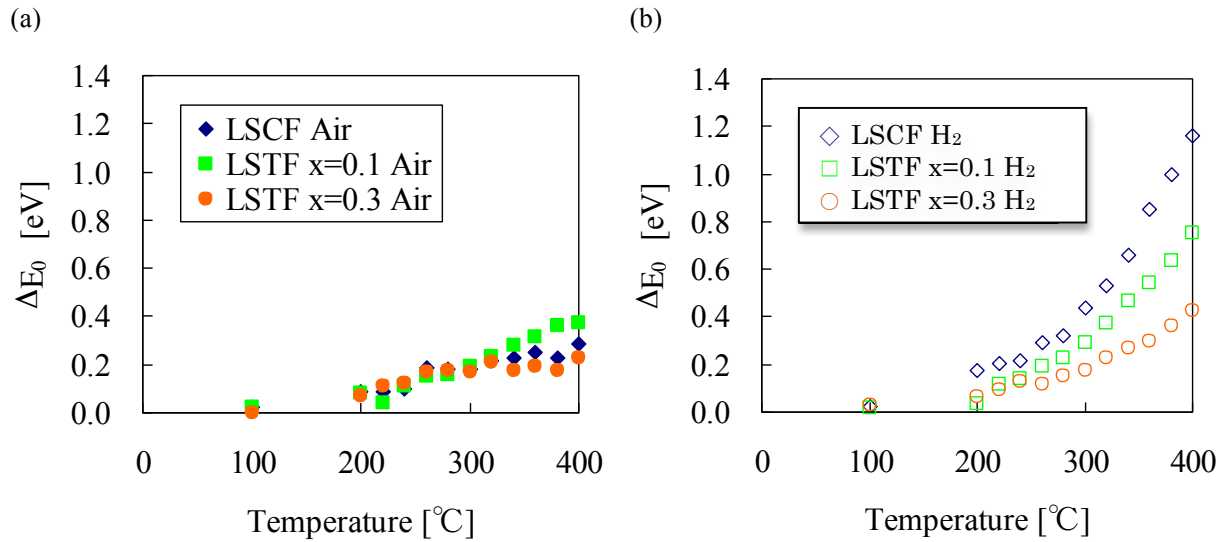 (a)
1.4
1.2
1.0
0.8
0.6
0.4
0.2
0.0
ΔE₀ [eV]
LSCF Air
LSTF x=0.1 Air
LSTF x=0.3 Air
0 100 200 300 400
Temperature [℃]
(b)
1.4
1.2
1.0
0.8
0.6
0.4
0.2
0.0
ΔE₀ [eV]
LSCF H₂
LSTF x=0.1 H₂
LSTF x=0.3 H₂
0 100 200 300 400
Temperature [℃]